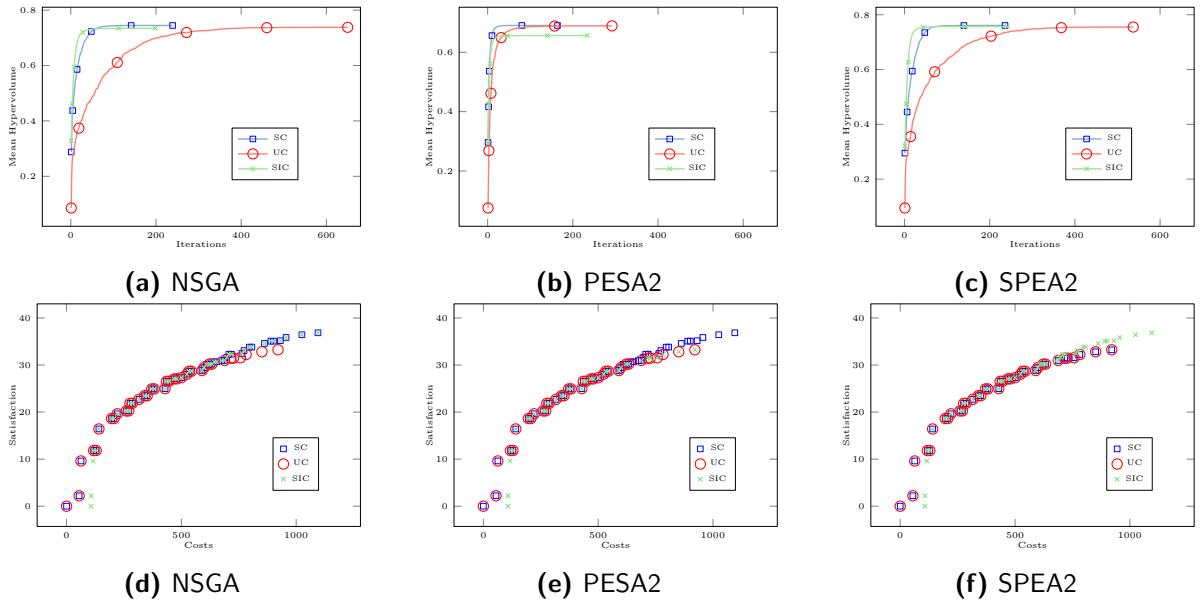 0.8
0.6
0.4
0.2
Mean Hypervolume
SC
UC
SIC
0 200 400 600
Iterations
(a) NSGA
0.6
0.4
0.2
Mean Hypervolume
SC
UC
SIC
0 200 400 600
Iterations
(b) PESA2
0.8
0.6
0.4
0.2
Mean Hypervolume
SC
UC
SIC
0 200 400 600
Iterations
(c) SPEA2
40
30
20
10
0
Satisfaction
SC
UC
SIC
0 500 1000
Costs
(d) NSGA
40
30
20
10
0
Satisfaction
SC
UC
SIC
0 500 1000
Costs
(e) PESA2
40
30
20
10
0
Satisfaction
SC
UC
SIC
0 500 1000
Costs
(f) SPEA2